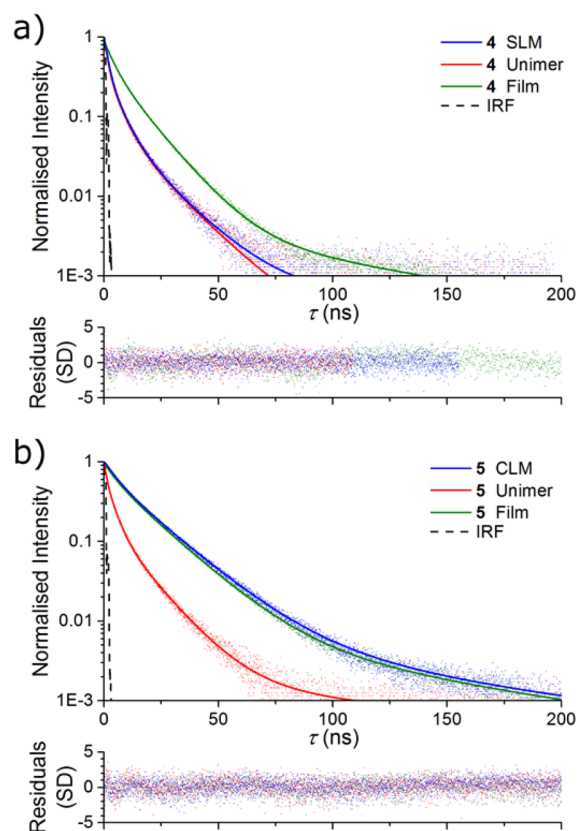 a)
1
0.1
0.01
1E-3
Normalised Intensity
4 SLM
4 Unimer
4 Film
IRF
0 50 100 150 200
τ (ns)
5
0
-5
Residuals
(SD)
b)
1
0.1
0.01
1E-3
Normalised Intensity
5 CLM
5 Unimer
5 Film
IRF
0 50 100 150 200
τ (ns)
5
0
-5
Residuals
(SD)